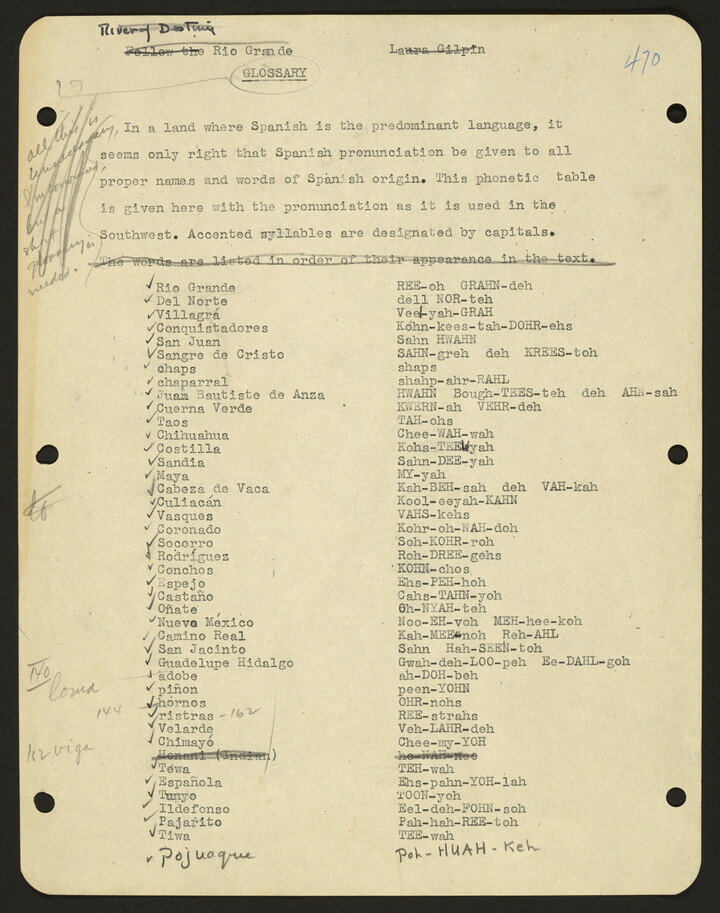 River of Destiny
Follow the Rio Grande Laura Gilpin
470
GLOSSARY
In a land where Spanish is the predominant language, it
seems only right that Spanish pronunciation be given to all
proper names and words of Spanish origin. This phonetic table
is given here with the pronunciation as it is used in the
Southwest. Accented syllables are designated by capitals.
The words are listed in order of their appearance in the text.
all this is
unnecessary
needed.
Rio Grande REE-oh GRAHN-deh
Del Norte dell NOR-teh
Villagrá Vee-yah-GRAH
Conquistadores Kohn-kees-tah-DOHR-ehs
San Juan Sahn HWAHN
Sangre de Cristo SAHN-greh deh KREES-toh
chaps shaps
chaparral shahp-ahr-RAHL
Juan Bautiste de Anza HWAHN Bough-TEES-teh deh AHN-sah
Cuerna Verde KWERN-ah VEHR-deh
Taos TAH-ohs
Chihuahua Chee-WAH-wah
Costilla Kohs-TEE-yah
Sandia Sahn-DEE-yah
Maya MY-yah
Cabeza de Vaca Kah-BEH-sah deh VAH-kah
Culiacán Kool-eeyah-KAHN
Vasques VAHS-kehs
Coronado Kohr-oh-NAH-doh
Socorro Soh-KOHR-roh
Rodríguez Roh-DREE-gehs
Conchos KOHN-chos
Espejo Ehs-PEH-hoh
Castaño Cahs-TAHN-yoh
Oñate Oh-NYAH-teh
Nuevo México Noo-EH-voh MEH-hee-koh
Camino Real Kah-MEE-noh Reh-AHL
San Jacinto Sahn Hah-SEEN-toh
Guadelupe Hidalgo Gwah-deh-LOO-peh Ee-DAHL-goh
140 adobe ah-DOH-beh
loma piñon peen-YOHN
144 hornos OHR-nohs
ristras -162 REE-strahs
Velarde Veh-LAHR-deh
Chimayó Chee-my-YOH
162 viga Henani (Indian) he-NAH-nee
Tewa TEH-wah
Española Ehs-pahn-YOH-lah
Tunyo TOON-yoh
Ildefonso Eel-deh-FOHN-soh
Pajarito Pah-hah-REE-toh
Tiwa TEE-wah
Pojuaque Poh-HUAH-Keh